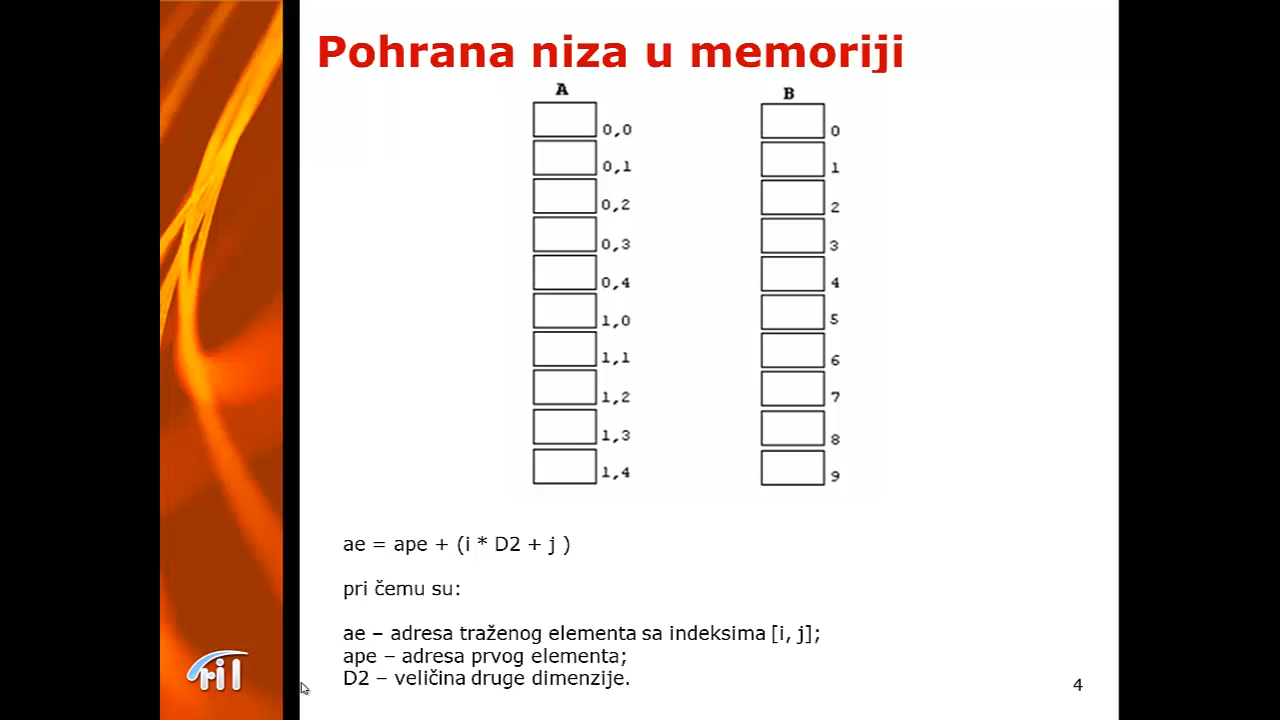 Pohrana niza u memoriji
A
B
0,0
0
0,1
1
0,2
2
0,3
3
0,4
4
1,0
5
1,1
6
1,2
7
1,3
8
1,4
9
ae = ape + (i * D2 + j )
pri čemu su:
ae – adresa traženog elementa sa indeksima [i, j];
ape – adresa prvog elementa;
D2 – veličina druge dimenzije.
ril
4